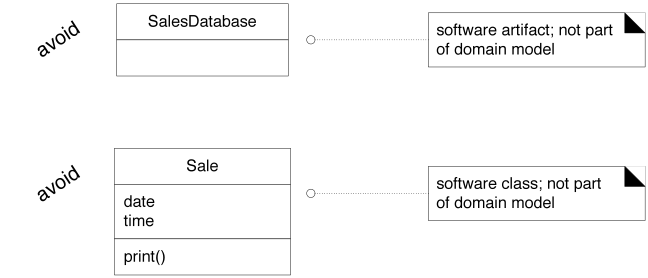 avoid
SalesDatabase
software artifact; not part
of domain model
avoid
Sale
date
time
print()
software class; not part
of domain model